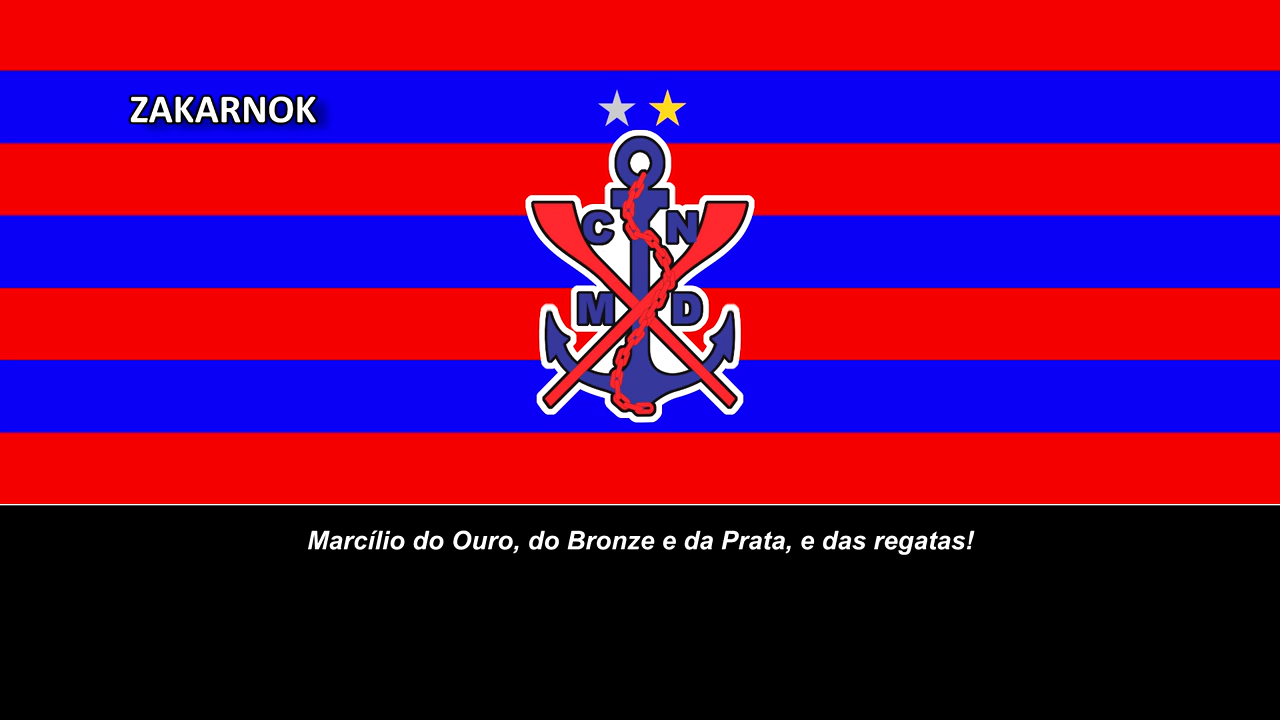 ZAKARNOK
C N
M D
Marcílio do Ouro, do Bronze e da Prata, e das regatas!